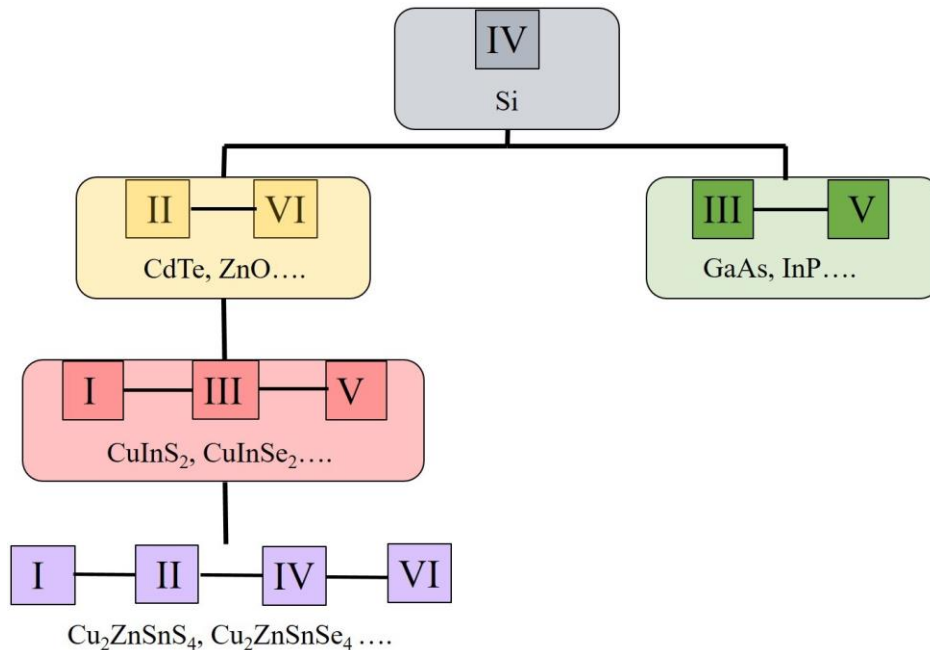 IV
Si
II VI
CdTe, ZnO….
III V
GaAs, InP….
I III V
CuInS₂, CuInSe₂….
I II IV VI
Cu₂ZnSnS₄, Cu₂ZnSnSe₄ ….